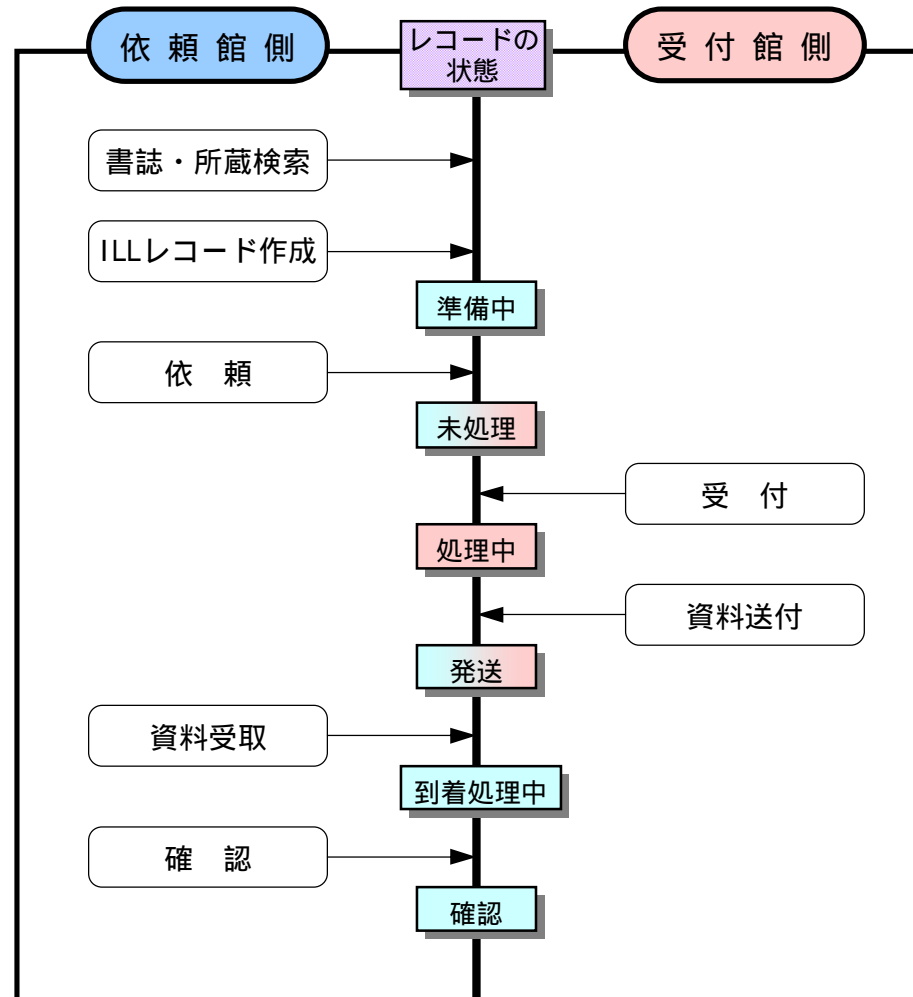 依頼館側
レコードの
状態
受付館側
書誌・所蔵検索
ILLレコード作成
準備中
依　頼
未処理
受　付
処理中
資料送付
発送
資料受取
到着処理中
確　認
確認